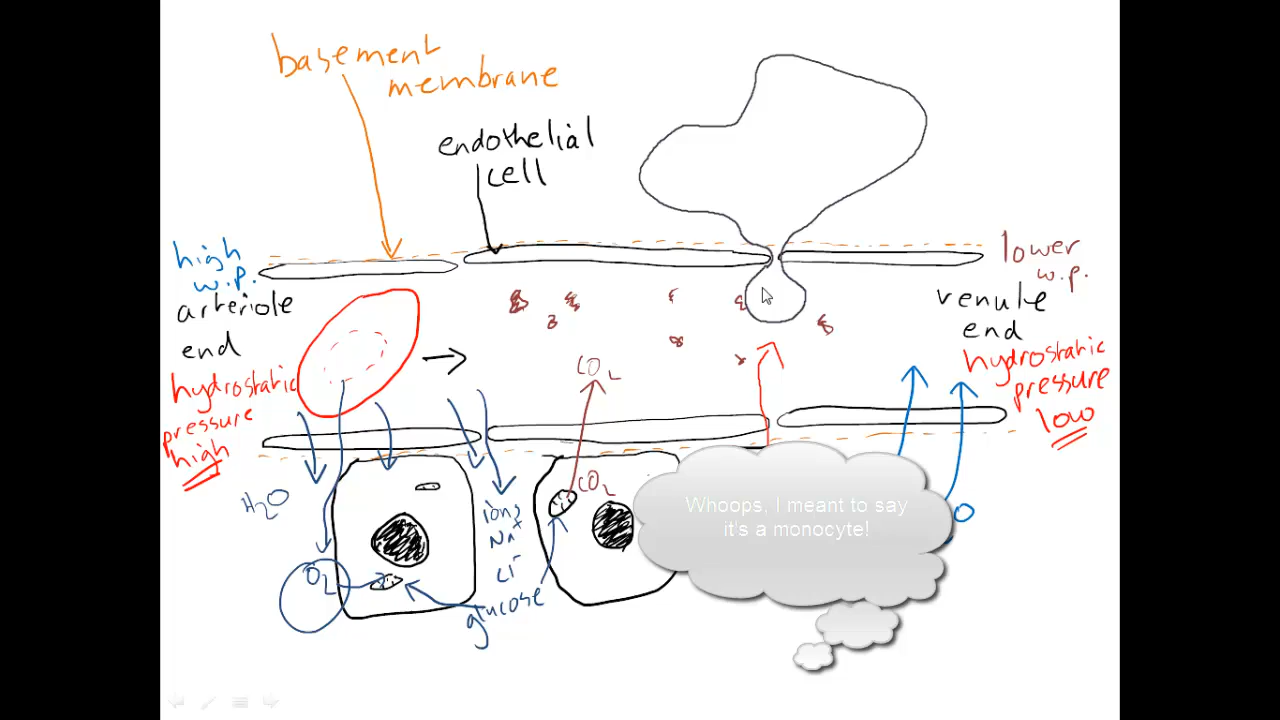 basement
membrane
endothelial
cell
high
w.p.
arteriole
end
hydrostatic
pressure
high
lower
w.p.
venule
end
hydrostatic
pressure
low
CO2
CO2
H2O
O2
ions
Na+
Cl-
glucose
Whoops, I meant to say
it's a monocyte!
O